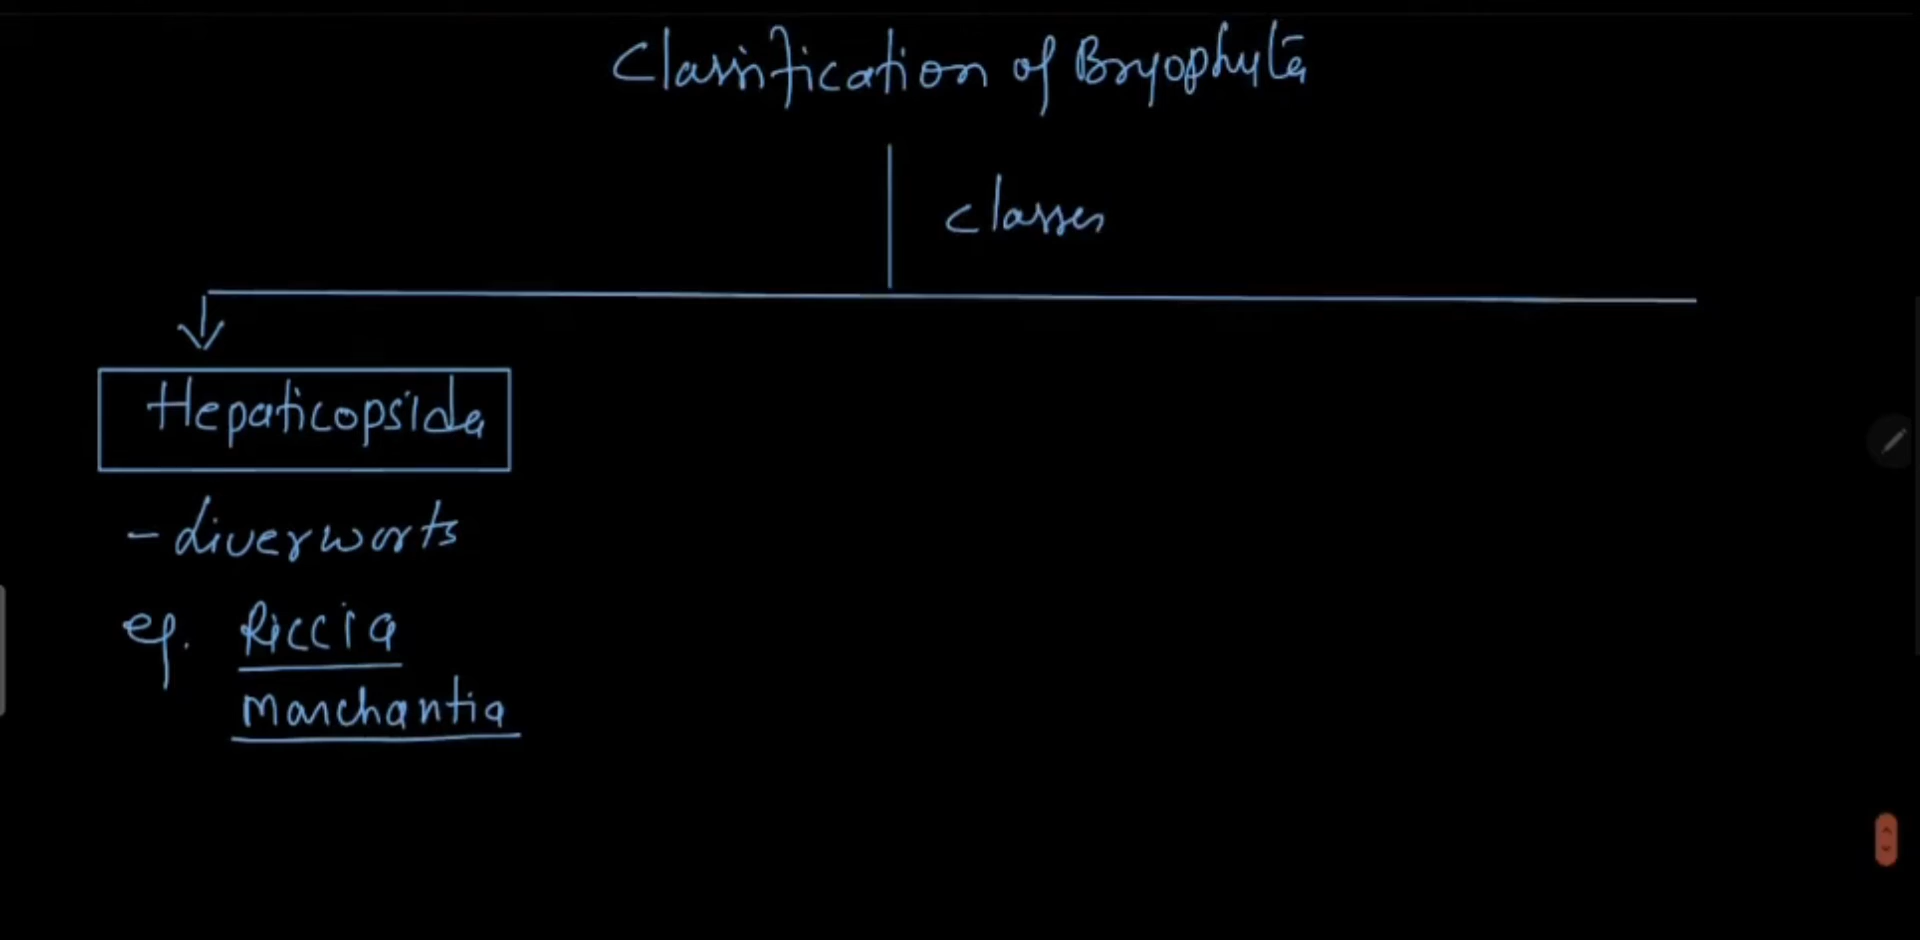 Classification of Bryophyta
classes
Hepaticopsida
- Liverworts
eg. Riccia
Marchantia